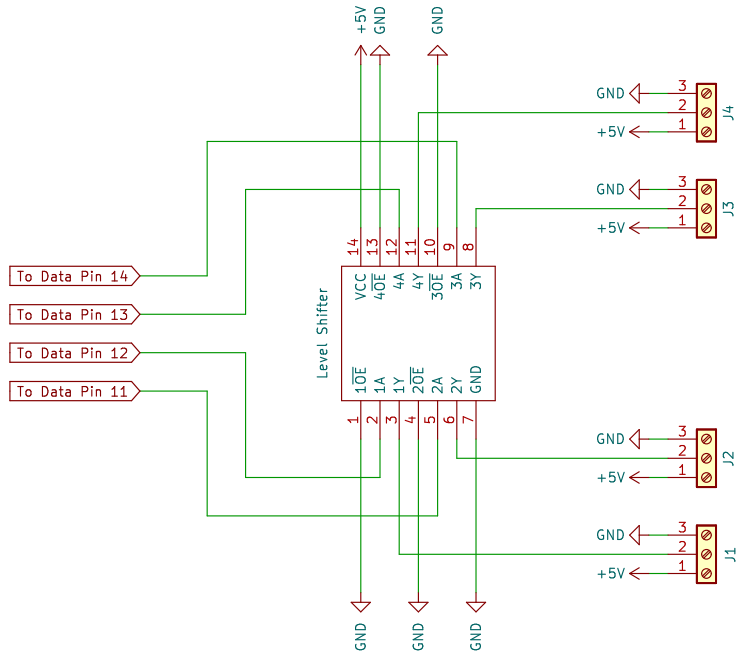 +5V
GND
GND
GND
3
2
+5V
1
J4
GND
3
2
+5V
1
J3
14
13
12
11
10
9
8
VCC
4OE
4A
4Y
3OE
3A
3Y
To Data Pin 14
To Data Pin 13
To Data Pin 12
To Data Pin 11
Level Shifter
1OE
1A
1Y
2OE
2A
2Y
GND
1
2
3
4
5
6
7
GND
3
2
+5V
1
J2
GND
3
2
+5V
1
J1
GND
GND
GND